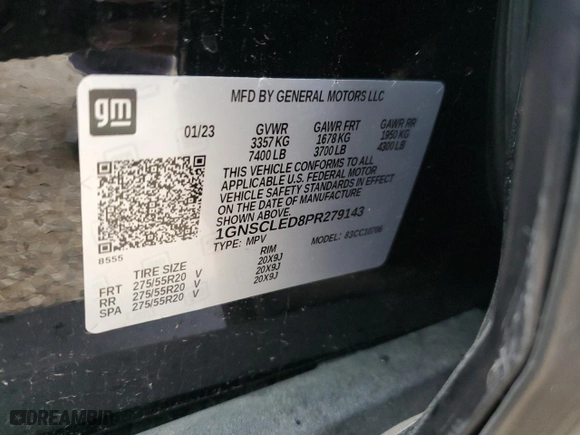 gm
MFD BY GENERAL MOTORS LLC
01/23 GVWR GAWR FRT GAWR RR
3357 KG 1678 KG 1950 KG
7400 LB 3700 LB 4300 LB
THIS VEHICLE CONFORMS TO ALL
APPLICABLE U.S. FEDERAL MOTOR
VEHICLE SAFETY STANDARDS IN EFFECT
ON THE DATE OF MANUFACTURE
SHOWN ABOVE.
1GNSCLED8PR279143
TYPE: MPV MODEL: 83CC10706
8555
TIRE SIZE RIM
FRT 275/55R20 V 20X9J
RR 275/55R20 V 20X9J
SPA 275/55R20 V 20X9J
DREAMBID